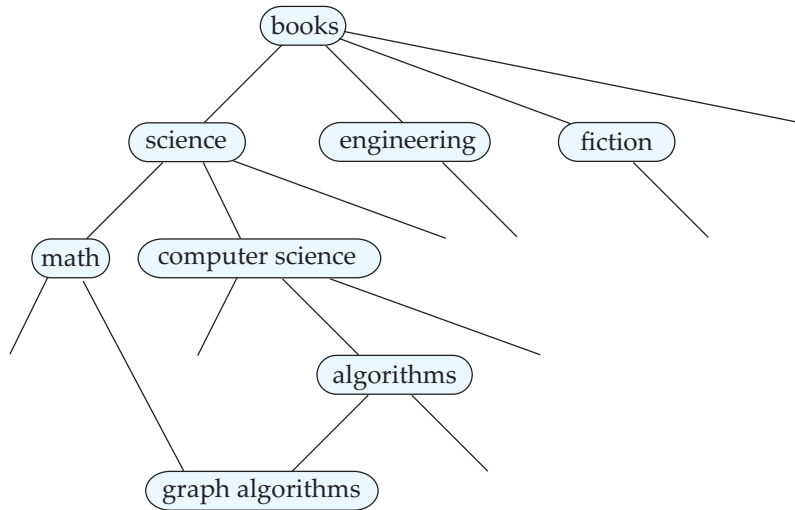 books
science
engineering
fiction
math
computer science
algorithms
graph algorithms